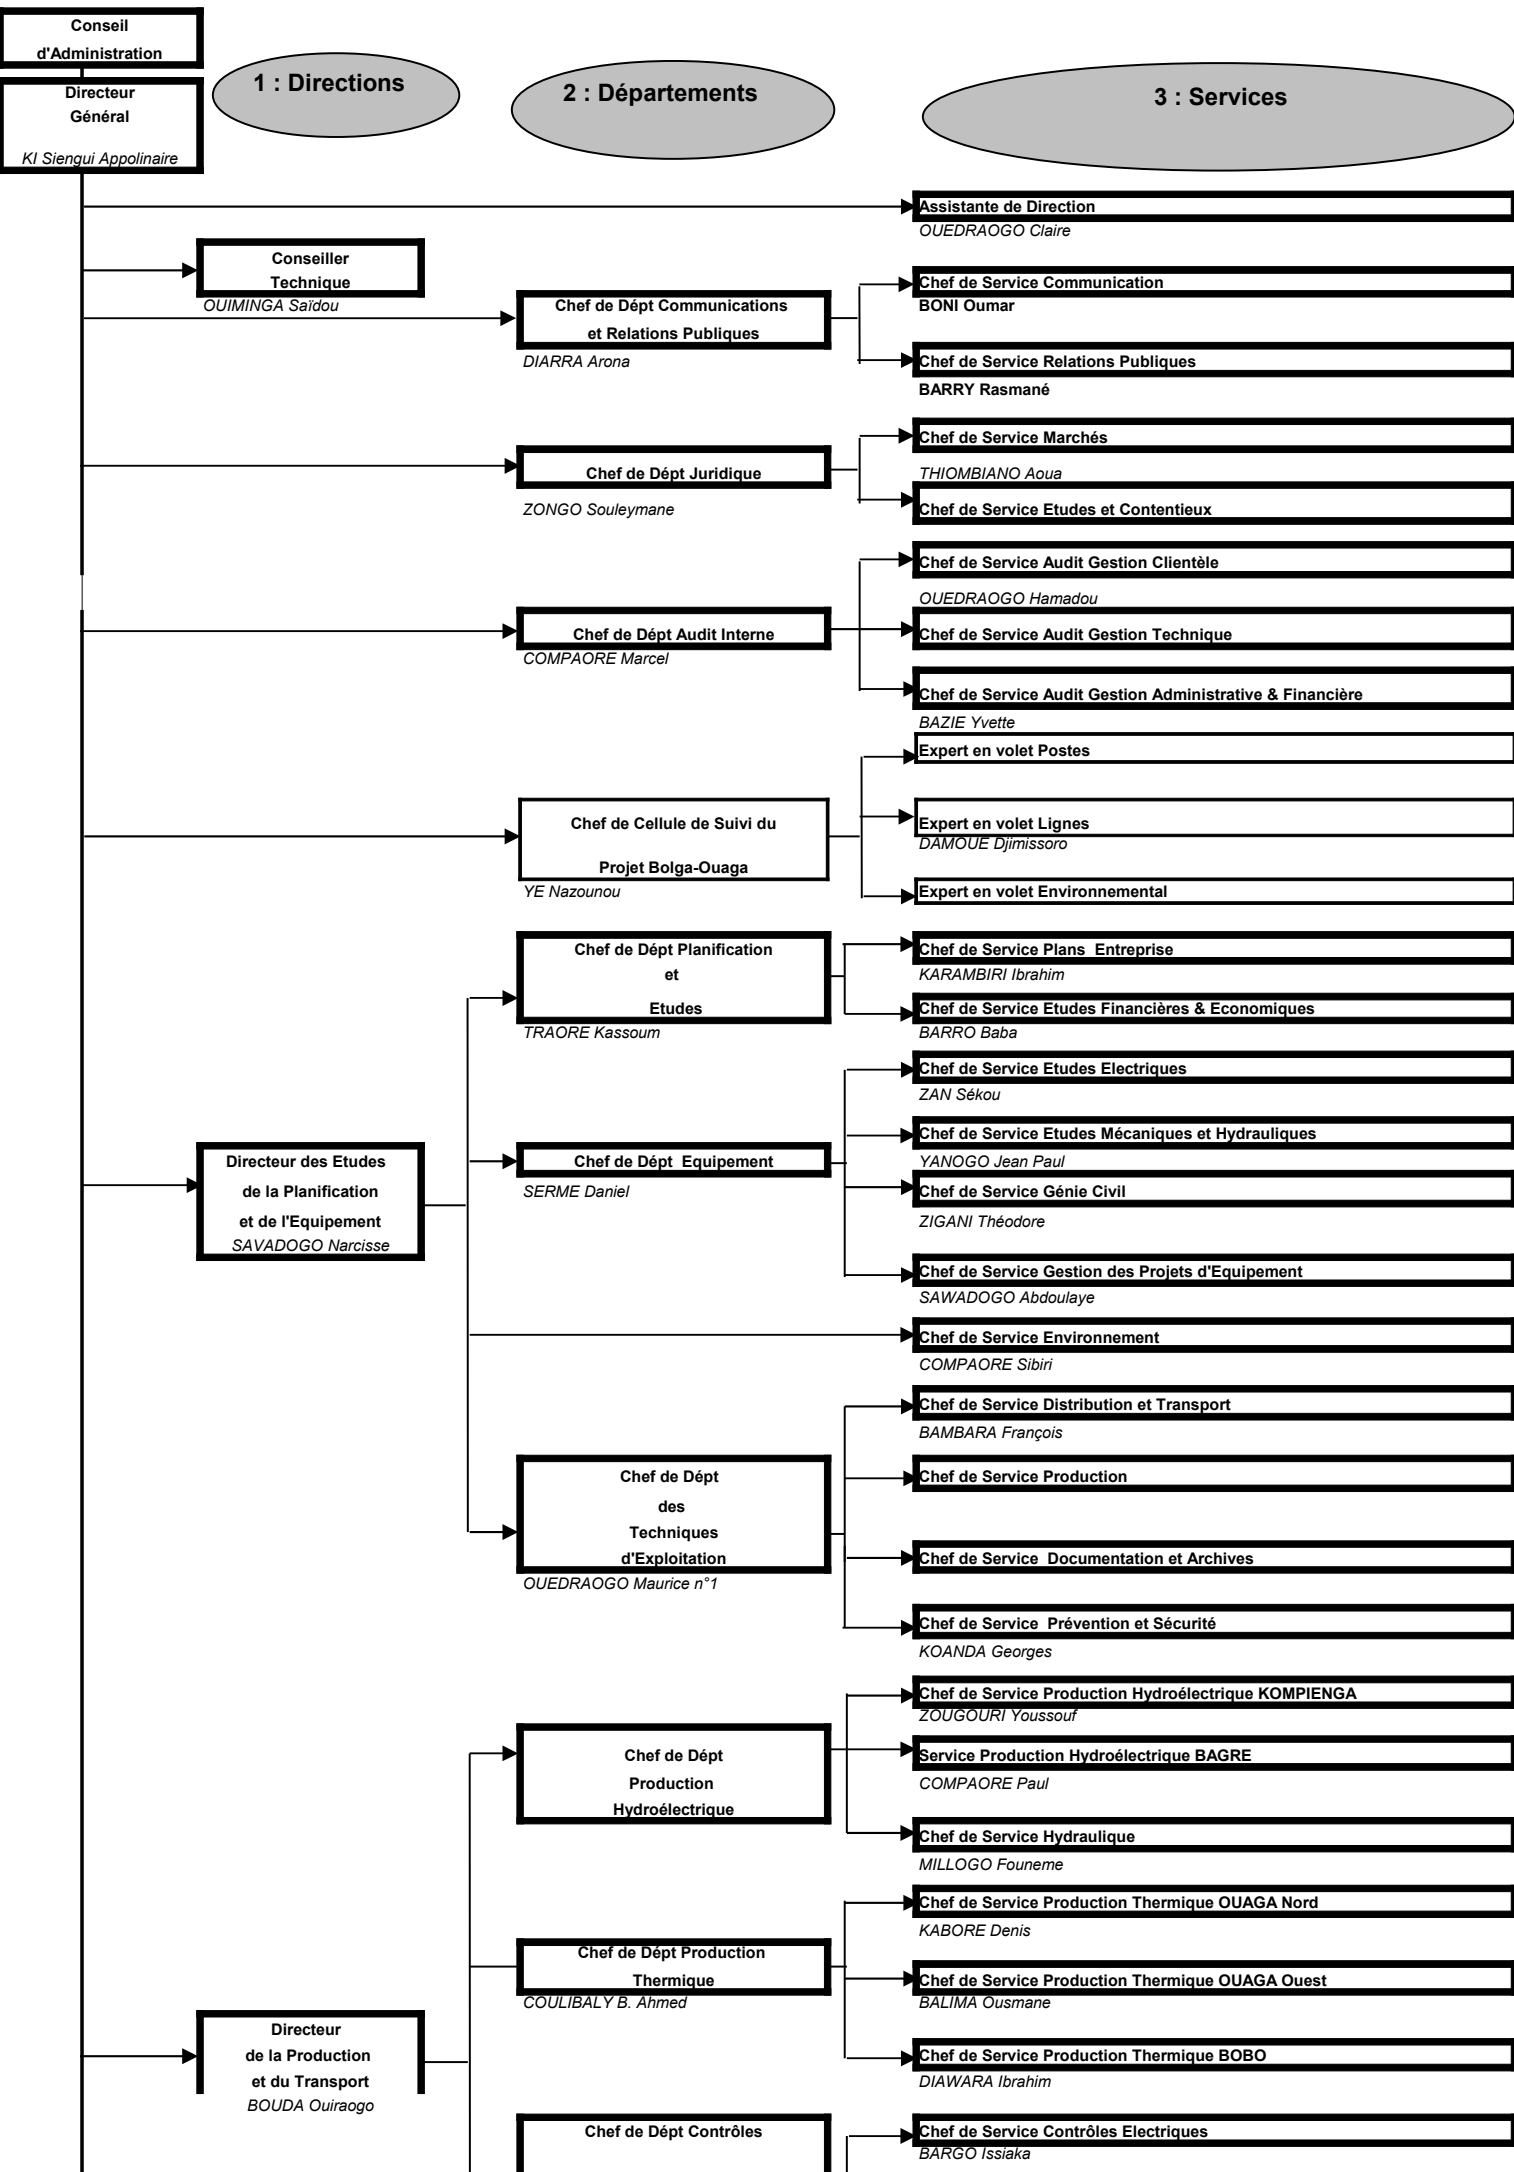 Conseil
d'Administration
Directeur
Général
KI Siengui Appolinaire
1 : Directions
2 : Départements
3 : Services
Assistante de Direction
OUEDRAOGO Claire
Conseiller
Technique
OUIMINGA Saïdou
Chef de Dépt Communications
et Relations Publiques
DIARRA Arona
Chef de Service Communication
BONI Oumar
Chef de Service Relations Publiques
BARRY Rasmané
Chef de Dépt Juridique
ZONGO Souleymane
Chef de Service Marchés
THIOMBIANO Aoua
Chef de Service Etudes et Contentieux
Chef de Dépt Audit Interne
COMPAORE Marcel
Chef de Service Audit Gestion Clientèle
OUEDRAOGO Hamadou
Chef de Service Audit Gestion Technique
Chef de Service Audit Gestion Administrative & Financière
BAZIE Yvette
Chef de Cellule de Suivi du
Projet Bolga-Ouaga
YE Nazounou
Expert en volet Postes
Expert en volet Lignes
DAMOUE Djimissoro
Expert en volet Environnemental
Directeur des Etudes
de la Planification
et de l'Equipement
SAVADOGO Narcisse
Chef de Dépt Planification
et
Etudes
TRAORE Kassoum
Chef de Service Plans  Entreprise
KARAMBIRI Ibrahim
Chef de Service Etudes Financières & Economiques
BARRO Baba
Chef de Dépt  Equipement
SERME Daniel
Chef de Service Etudes Electriques
ZAN Sékou
Chef de Service Etudes Mécaniques et Hydrauliques
YANOGO Jean Paul
Chef de Service Génie Civil
ZIGANI Théodore
Chef de Service Gestion des Projets d'Equipement
SAWADOGO Abdoulaye
Chef de Service Environnement
COMPAORE Sibiri
Chef de Dépt
des
Techniques
d'Exploitation
OUEDRAOGO Maurice n°1
Chef de Service Distribution et Transport
BAMBARA François
Chef de Service Production
Chef de Service  Documentation et Archives
Chef de Service  Prévention et Sécurité
KOANDA Georges
Directeur
de la Production
et du Transport
BOUDA Ouiraogo
Chef de Dépt
Production
Hydroélectrique
Chef de Service Production Hydroélectrique KOMPIENGA
ZOUGOURI Youssouf
Service Production Hydroélectrique BAGRE
COMPAORE Paul
Chef de Service Hydraulique
MILLOGO Founeme
Chef de Dépt Production
Thermique
COULIBALY B. Ahmed
Chef de Service Production Thermique OUAGA Nord
KABORE Denis
Chef de Service Production Thermique OUAGA Ouest
BALIMA Ousmane
Chef de Service Production Thermique BOBO
DIAWARA Ibrahim
Chef de Dépt Contrôles
Chef de Service Contrôles Electriques
BARGO Issiaka